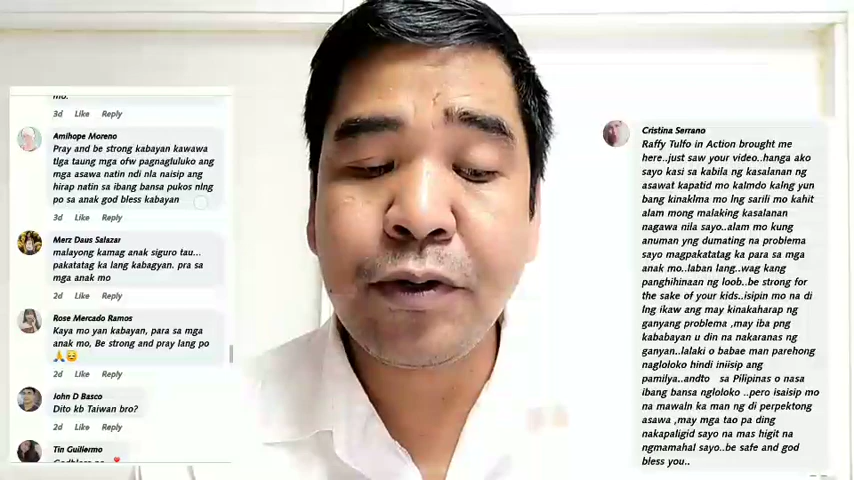 mo.
3d Like Reply
Amihope Moreno
Pray and be strong kabayan kawawa
tlga taung mga ofw pagnagluluko ang
mga asawa natin ndi nla naisip ang
hirap natin sa ibang bansa pukos nlng
po sa anak god bless kabayan
3d Like Reply
Merz Daus Salazar
malayong kamag anak siguro tau...
pakatatag ka lang kabagyan. pra sa
mga anak mo
2d Like Reply
Rose Mercado Ramos
Kaya mo yan kabayan, para sa mga
anak mo, Be strong and pray lang po
🙏😔
2d Like Reply
John D Basco
Dito kb Taiwan bro?
2d Like Reply
Tin Guillermo
Cristina Serrano
Raffy Tulfo in Action brought me
here..just saw your video..hanga ako
sayo kasi sa kabila ng kasalanan ng
asawat kapatid mo kalmdo kalng yun
bang kinaklma mo lng sarili mo kahit
alam mong malaking kasalanan
nagawa nila sayo..alam mo kung
anuman yng dumating na problema
sayo magpakatatag ka para sa mga
anak mo..laban lang..wag kang
panghihinaan ng loob..be strong for
the sake of your kids..isipin mo na di
lng ikaw ang may kinakaharap ng
ganyang problema ,may iba png
kababayan u din na nakaranas ng
ganyan..lalaki o babae man parehong
nagloloko hindi iniisip ang
pamilya..andto sa Pilipinas o nasa
ibang bansa ngloloko ..pero isaisip mo
na mawaln ka man ng di perpektong
asawa ,may mga tao pa ding
nakapaligid sayo na mas higit na
ngmamahal sayo..be safe and god
bless you..